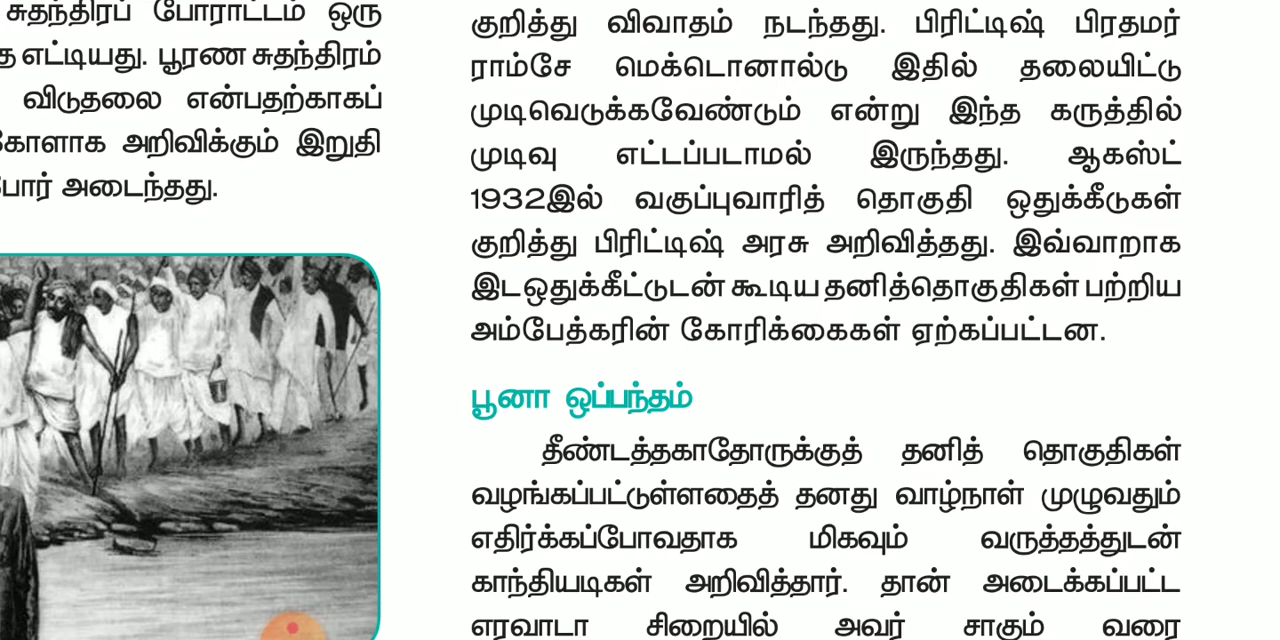 சுதந்திரப் போராட்டம் ஒரு
எட்டியது. பூரண சுதந்திரம்
விடுதலை என்பதற்காகப்
அறிவிக்கும் இறுதி
அடைந்தது.
குறித்து விவாதம் நடந்தது. பிரிட்டிஷ் பிரதமர்
ராம்சே மெக்டொனால்டு இதில் தலையிட்டு
முடிவெடுக்கவேண்டும் என்று இந்த கருத்தில்
முடிவு எட்டப்படாமல் இருந்தது. ஆகஸ்ட்
1932இல் வகுப்புவாரித் தொகுதி ஒதுக்கீடுகள்
குறித்து பிரிட்டிஷ் அரசு அறிவித்தது. இவ்வாறாக
இடஒதுக்கீட்டுடன் கூடிய தனித்தொகுதிகள் பற்றிய
அம்பேத்கரின் கோரிக்கைகள் ஏற்கப்பட்டன.
பூனா ஒப்பந்தம்
தீண்டத்தகாதோருக்குத் தனித் தொகுதிகள்
வழங்கப்பட்டுள்ளதைத் தனது வாழ்நாள் முழுவதும்
எதிர்க்கப்போவதாக மிகவும் வருத்தத்துடன்
காந்தியடிகள் அறிவித்தார். தான் அடைக்கப்பட்ட
எரவாடா சிறையில் அவர் சாகும் வரை